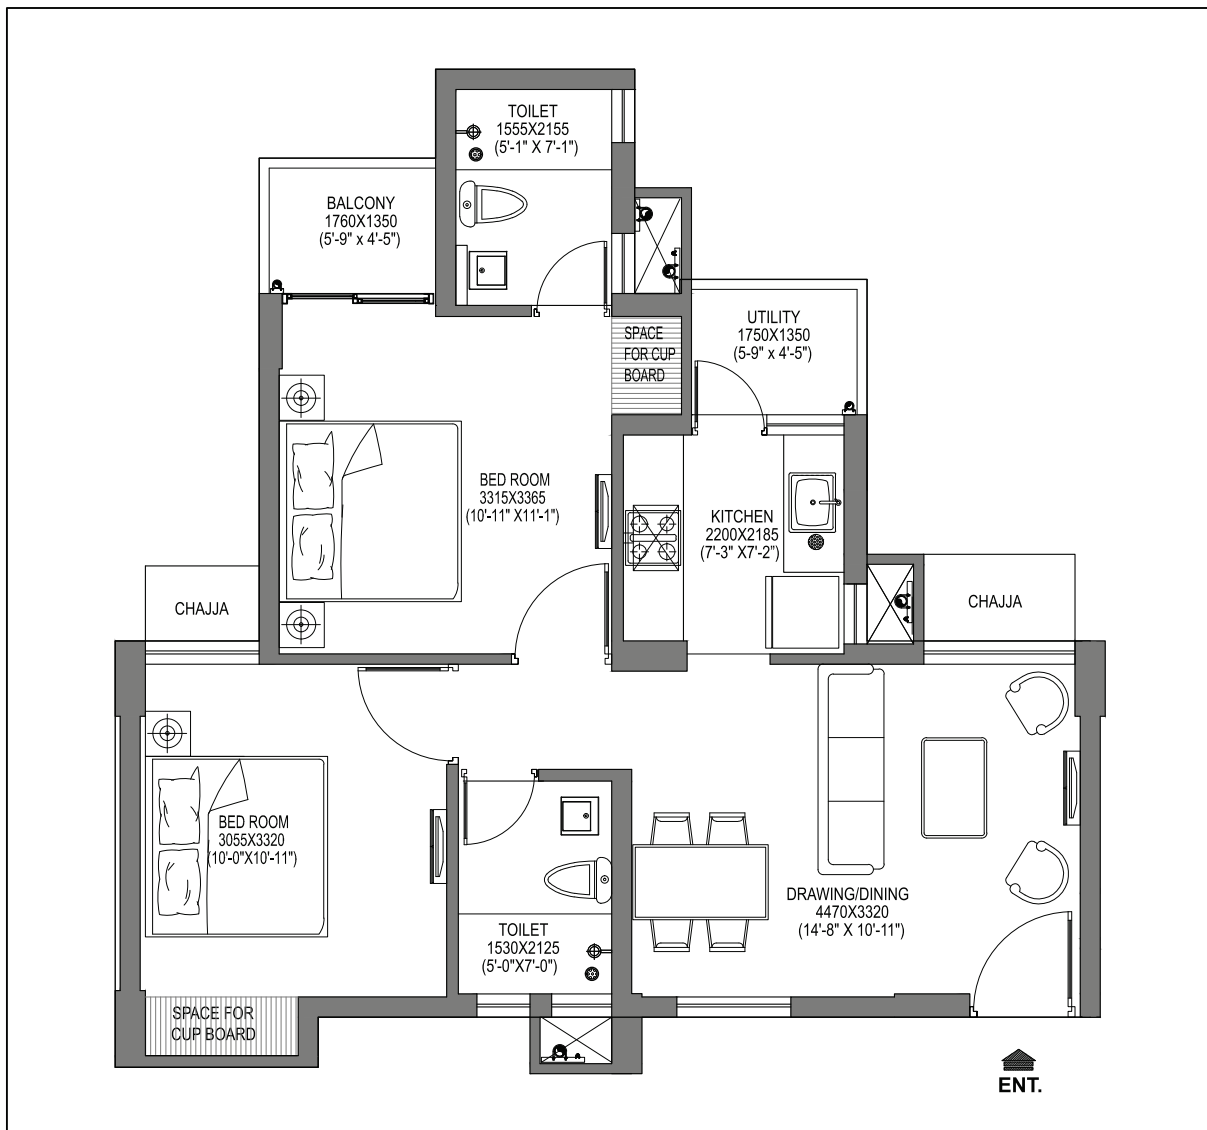 TOILET
1555X2155
(5'-1" X 7'-1")
BALCONY
1760X1350
(5'-9" x 4'-5")
UTILITY
1750X1350
(5-9" x 4'-5")
SPACE
FOR CUP
BOARD
BED ROOM
3315X3365
(10'-11" X11'-1")
KITCHEN
2200X2185
(7'-3" X7'-2")
CHAJJA
CHAJJA
BED ROOM
3055X3320
(10'-0"X10'-11")
DRAWING/DINING
4470X3320
(14'-8" X 10'-11")
TOILET
1530X2125
(5'-0"X7'-0")
SPACE FOR
CUP BOARD
ENT.